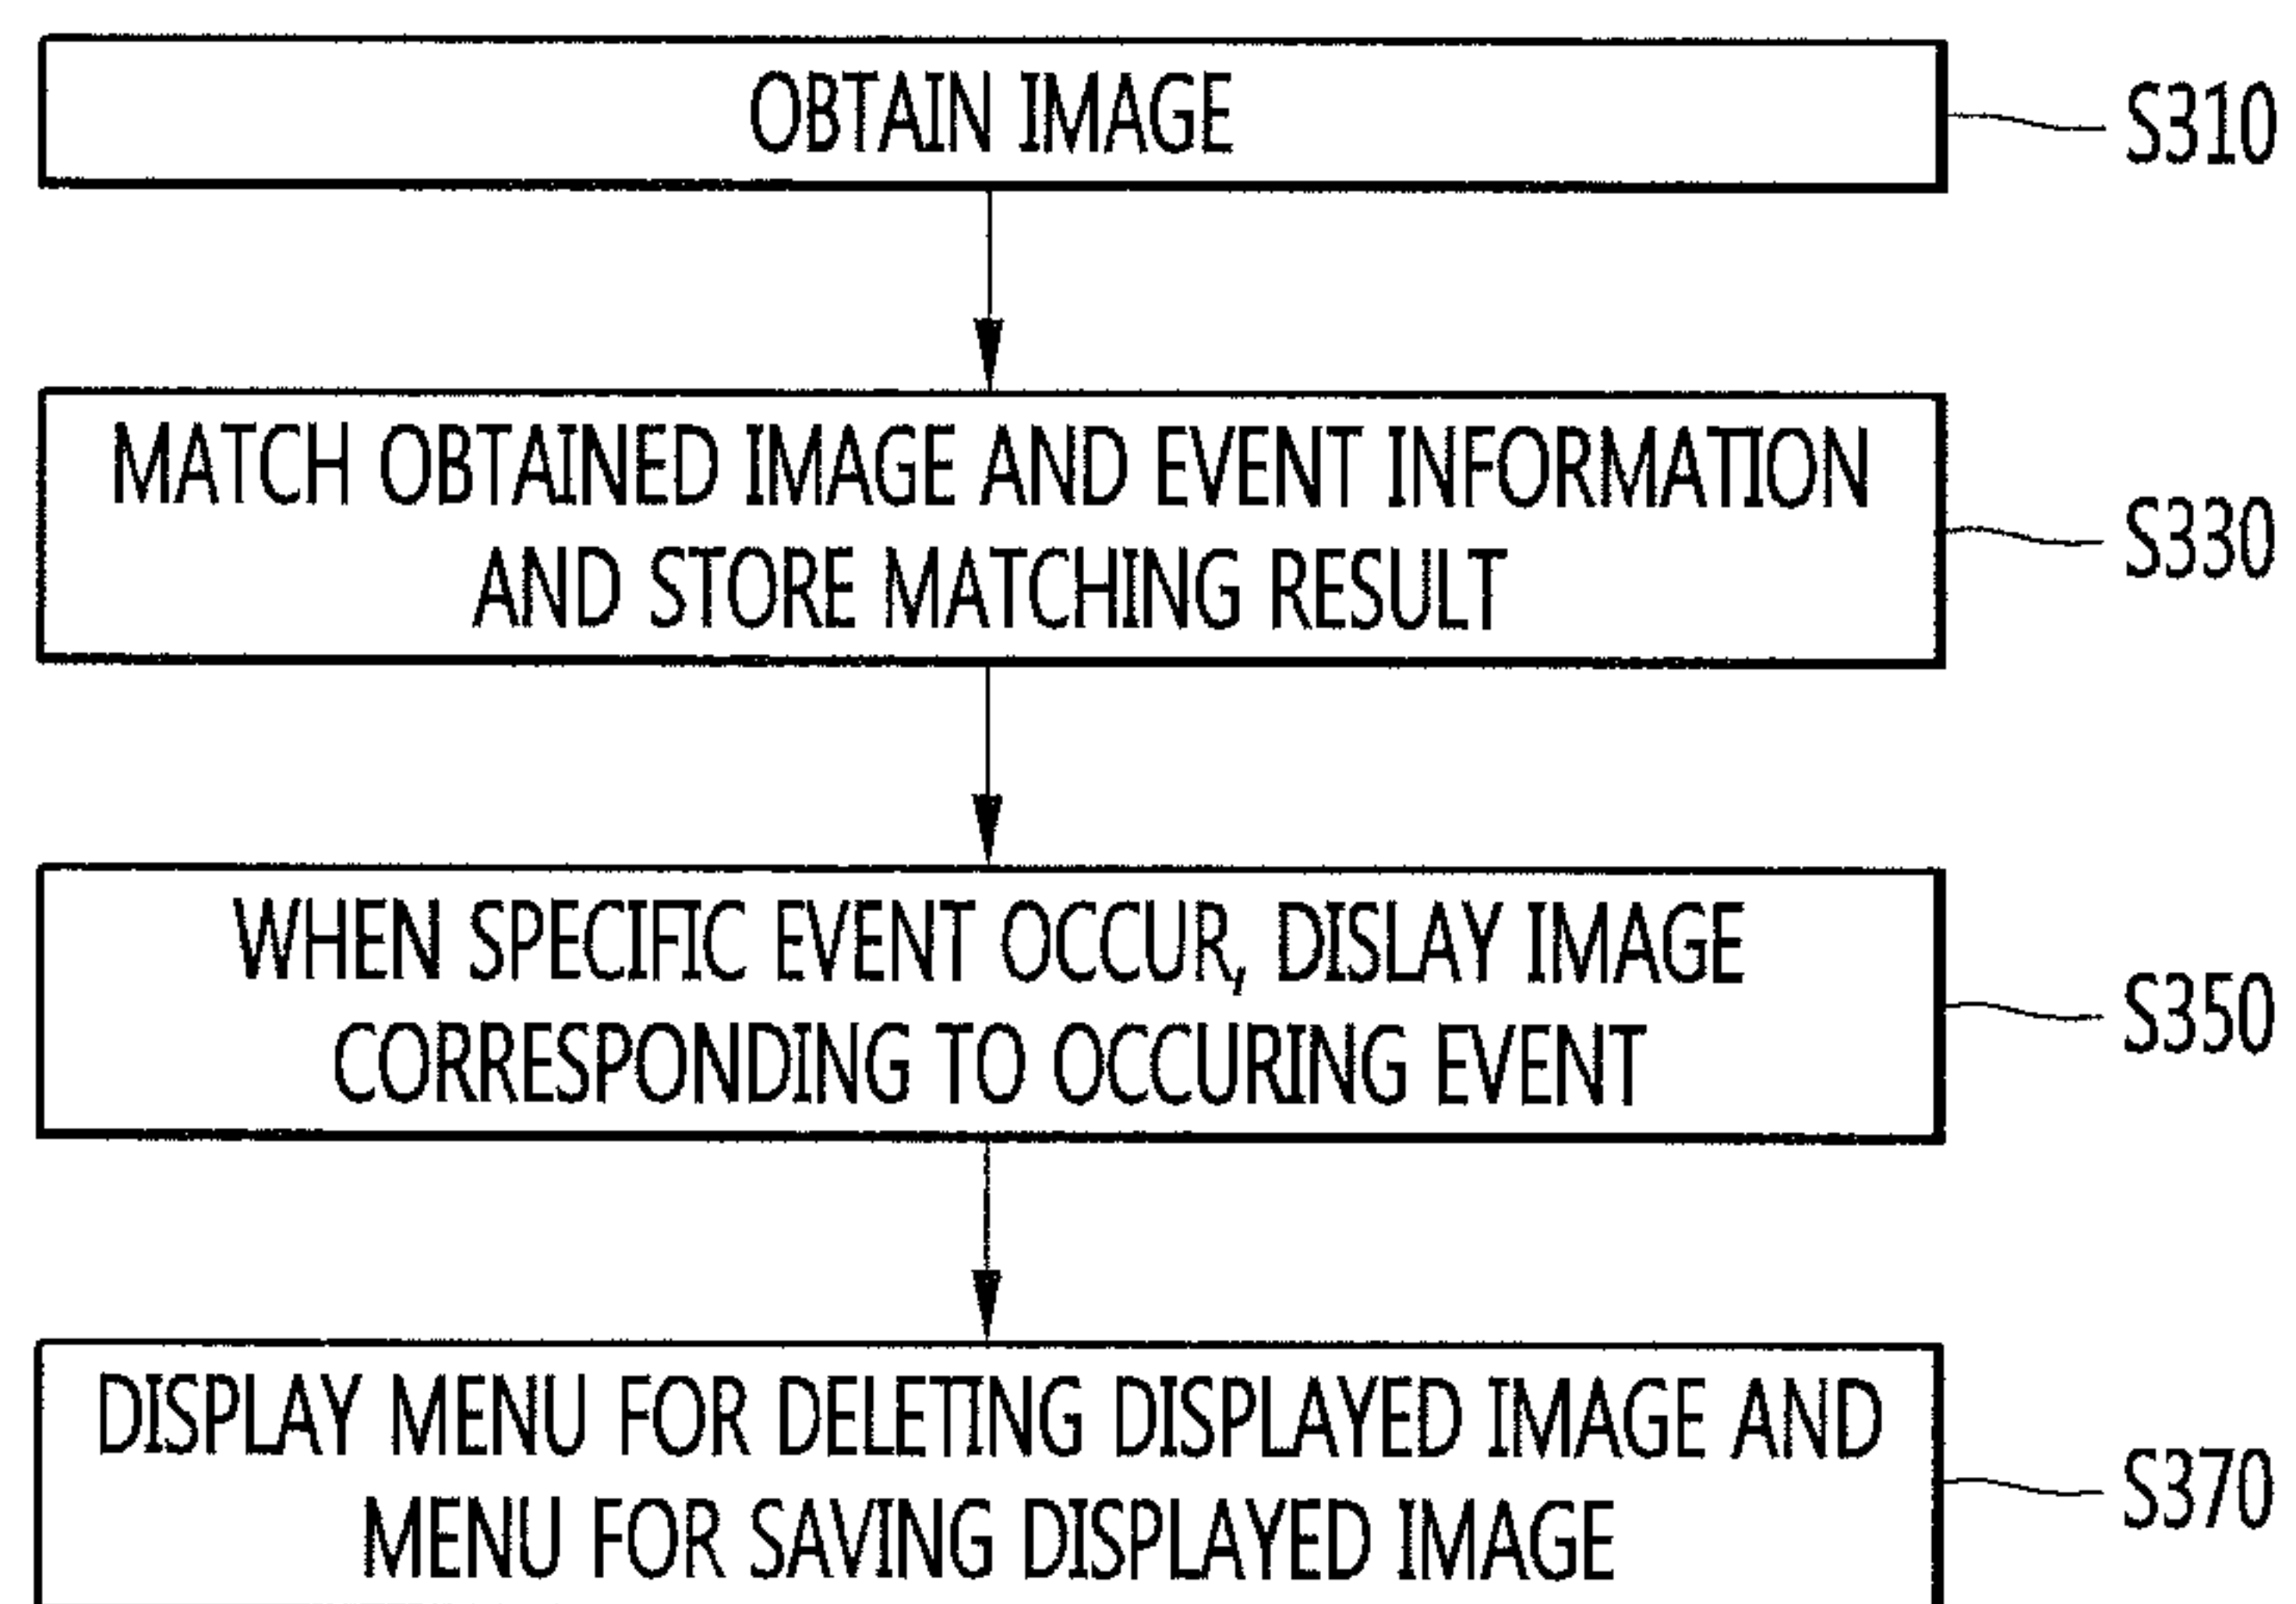 OBTAIN IMAGE
S310
MATCH OBTAINED IMAGE AND EVENT INFORMATION
AND STORE MATCHING RESULT
S330
WHEN SPECIFIC EVENT OCCUR, DISLAY IMAGE
CORRESPONDING TO OCCURING EVENT
S350
DISPLAY MENU FOR DELETING DISPLAYED IMAGE AND
MENU FOR SAVING DISPLAYED IMAGE
S370